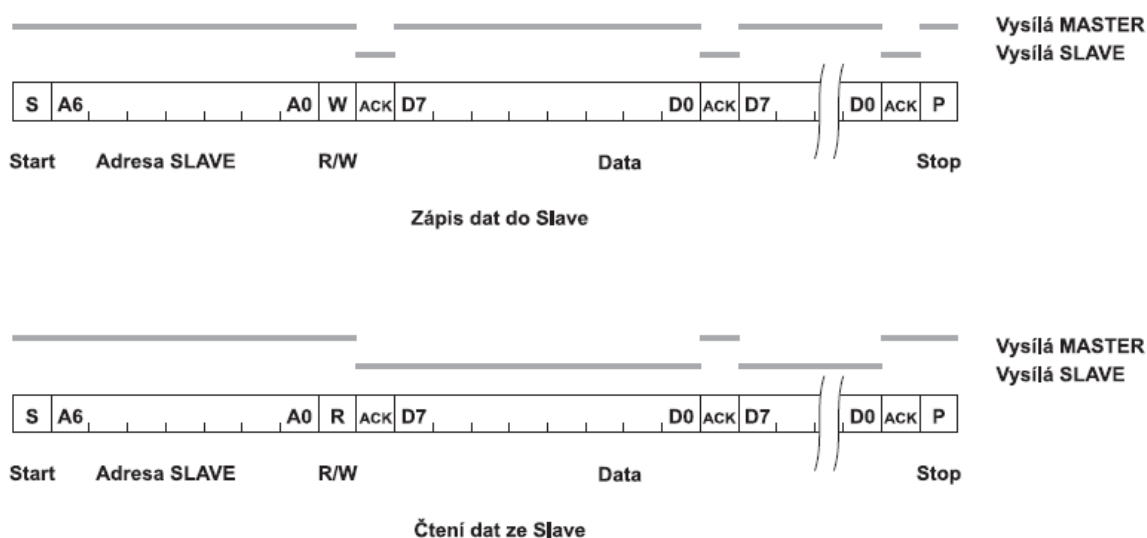 Vysílá MASTER
Vysílá SLAVE
S A6 A0 W ACK D7 D0 ACK D7 D0 ACK P
Start Adresa SLAVE R/W Data Stop
Zápis dat do Slave
Vysílá MASTER
Vysílá SLAVE
S A6 A0 R ACK D7 D0 ACK D7 D0 ACK P
Start Adresa SLAVE R/W Data Stop
Čtení dat ze Slave